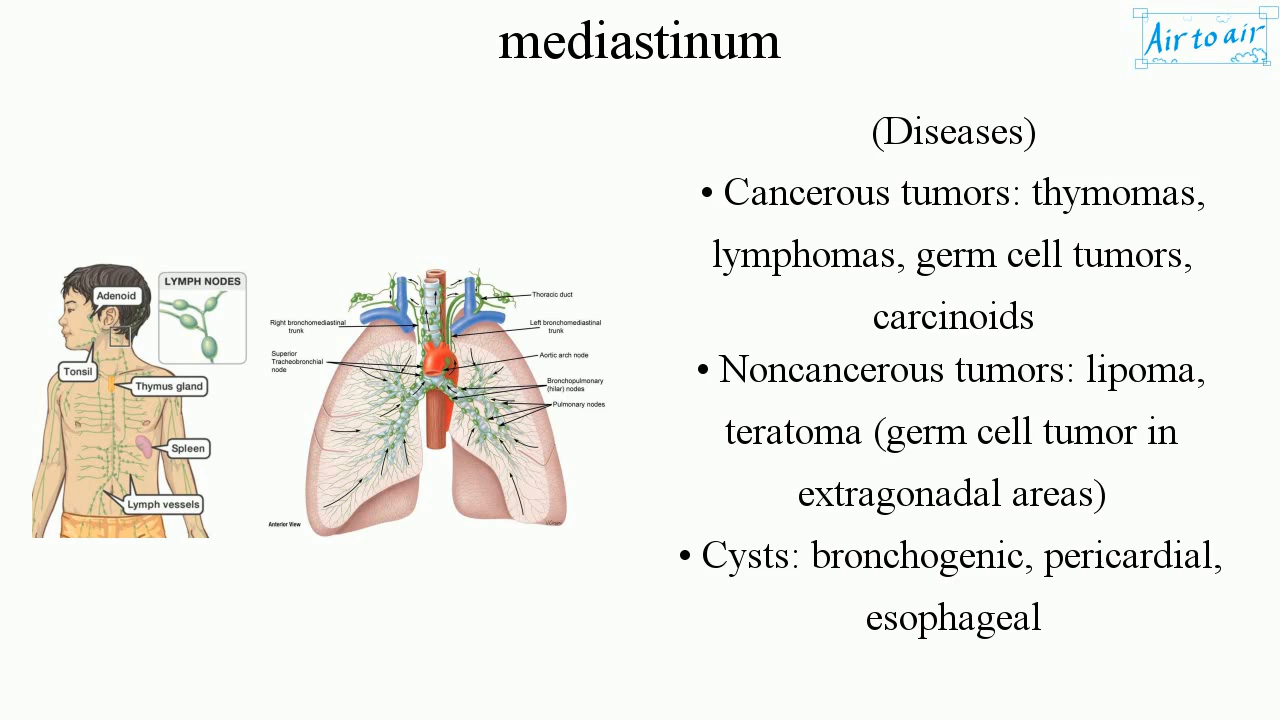 mediastinum
Air to air
(Diseases)
• Cancerous tumors: thymomas,
lymphomas, germ cell tumors,
carcinoids
• Noncancerous tumors: lipoma,
teratoma (germ cell tumor in
extragonadal areas)
• Cysts: bronchogenic, pericardial,
esophageal
LYMPH NODES
Adenoid
Tonsil
Thymus gland
Spleen
Lymph vessels
Thoracic duct
Right bronchomediastinal
trunk
Left bronchomediastinal
trunk
Superior
Tracheobronchial
node
Aortic arch node
Bronchopulmonary
(hilar) nodes
Pulmonary nodes
Anterior View